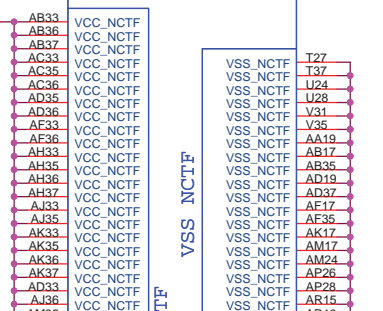 AB33 VCC_NCTF
AB36 VCC_NCTF
AB37 VCC_NCTF
AC33 VCC_NCTF
AC35 VCC_NCTF
AC36 VCC_NCTF
AD35 VCC_NCTF
AD36 VCC_NCTF
AF33 VCC_NCTF
AF36 VCC_NCTF
AH33 VCC_NCTF
AH35 VCC_NCTF
AH36 VCC_NCTF
AH37 VCC_NCTF
AJ33 VCC_NCTF
AJ35 VCC_NCTF
AK33 VCC_NCTF
AK35 VCC_NCTF
AK36 VCC_NCTF
AK37 VCC_NCTF
AD33 VCC_NCTF
AJ36 VCC_NCTF
TF
VSS NCTF
VSS_NCTF T27
VSS_NCTF T37
VSS_NCTF U24
VSS_NCTF U28
VSS_NCTF V31
VSS_NCTF V35
VSS_NCTF AA19
VSS_NCTF AB17
VSS_NCTF AB35
VSS_NCTF AD19
VSS_NCTF AD37
VSS_NCTF AF17
VSS_NCTF AF35
VSS_NCTF AK17
VSS_NCTF AM17
VSS_NCTF AM24
VSS_NCTF AP26
VSS_NCTF AP28
VSS_NCTF AR15